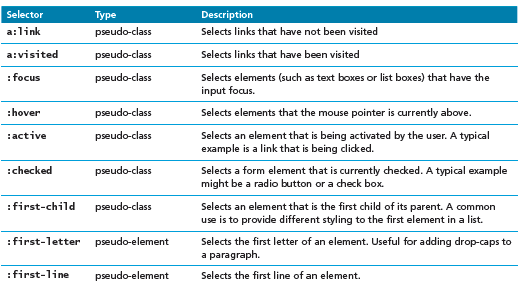 Selector Type Description
a:link pseudo-class Selects links that have not been visited
a:visited pseudo-class Selects links that have been visited
:focus pseudo-class Selects elements (such as text boxes or list boxes) that have the
input focus.
:hover pseudo-class Selects elements that the mouse pointer is currently above.
:active pseudo-class Selects an element that is being activated by the user. A typical
example is a link that is being clicked.
:checked pseudo-class Selects a form element that is currently checked. A typical example
might be a radio button or a check box.
:first-child pseudo-class Selects an element that is the first child of its parent. A common
use is to provide different styling to the first element in a list.
:first-letter pseudo-element Selects the first letter of an element. Useful for adding drop-caps to
a paragraph.
:first-line pseudo-element Selects the first line of an element.